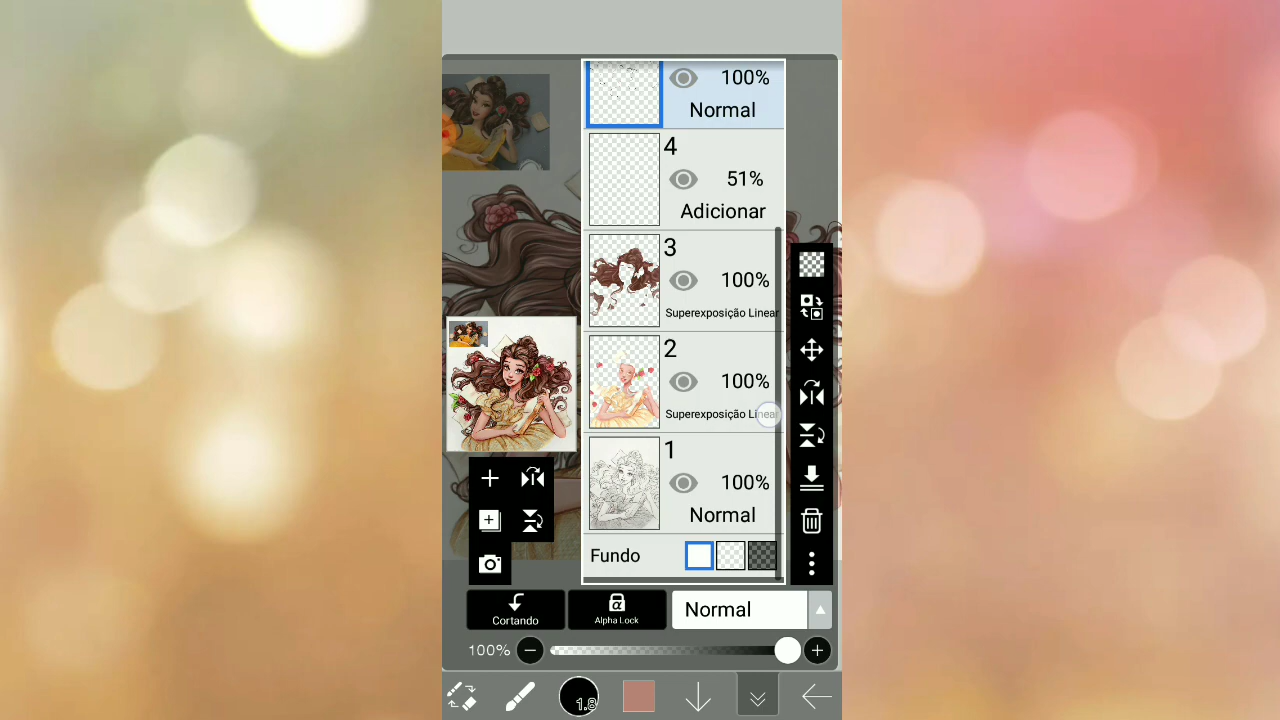 100%
Normal
4
51%
Adicionar
3
100%
Superexposição Linear
2
100%
Superexposição Linear
1
100%
Normal
Fundo
Cortando
α
Alpha Lock
Normal
100%
1.8